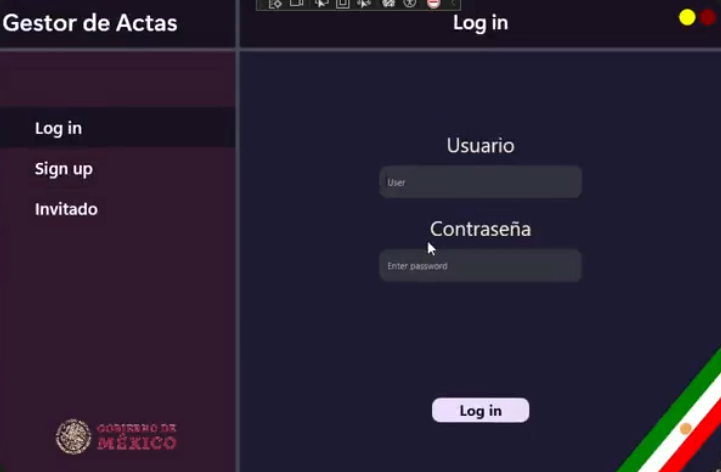 Gestor de Actas
Log in
Log in
Sign up
Invitado
Usuario
User
Contraseña
Enter password
Log in
GOBIERNO DE
MÉXICO